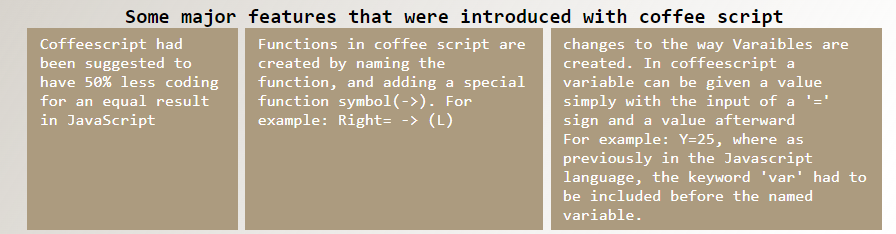 Some major features that were introduced with coffee script
Coffeescript had
been suggested to
have 50% less coding
for an equal result
in JavaScript
Functions in coffee script are
created by naming the
function, and adding a special
function symbol(->). For
example: Right= -> (L)
changes to the way Varaibles are
created. In coffeescript a
variable can be given a value
simply with the input of a '='
sign and a value afterward
For example: Y=25, where as
previously in the Javascript
language, the keyword 'var' had to
be included before the named
variable.